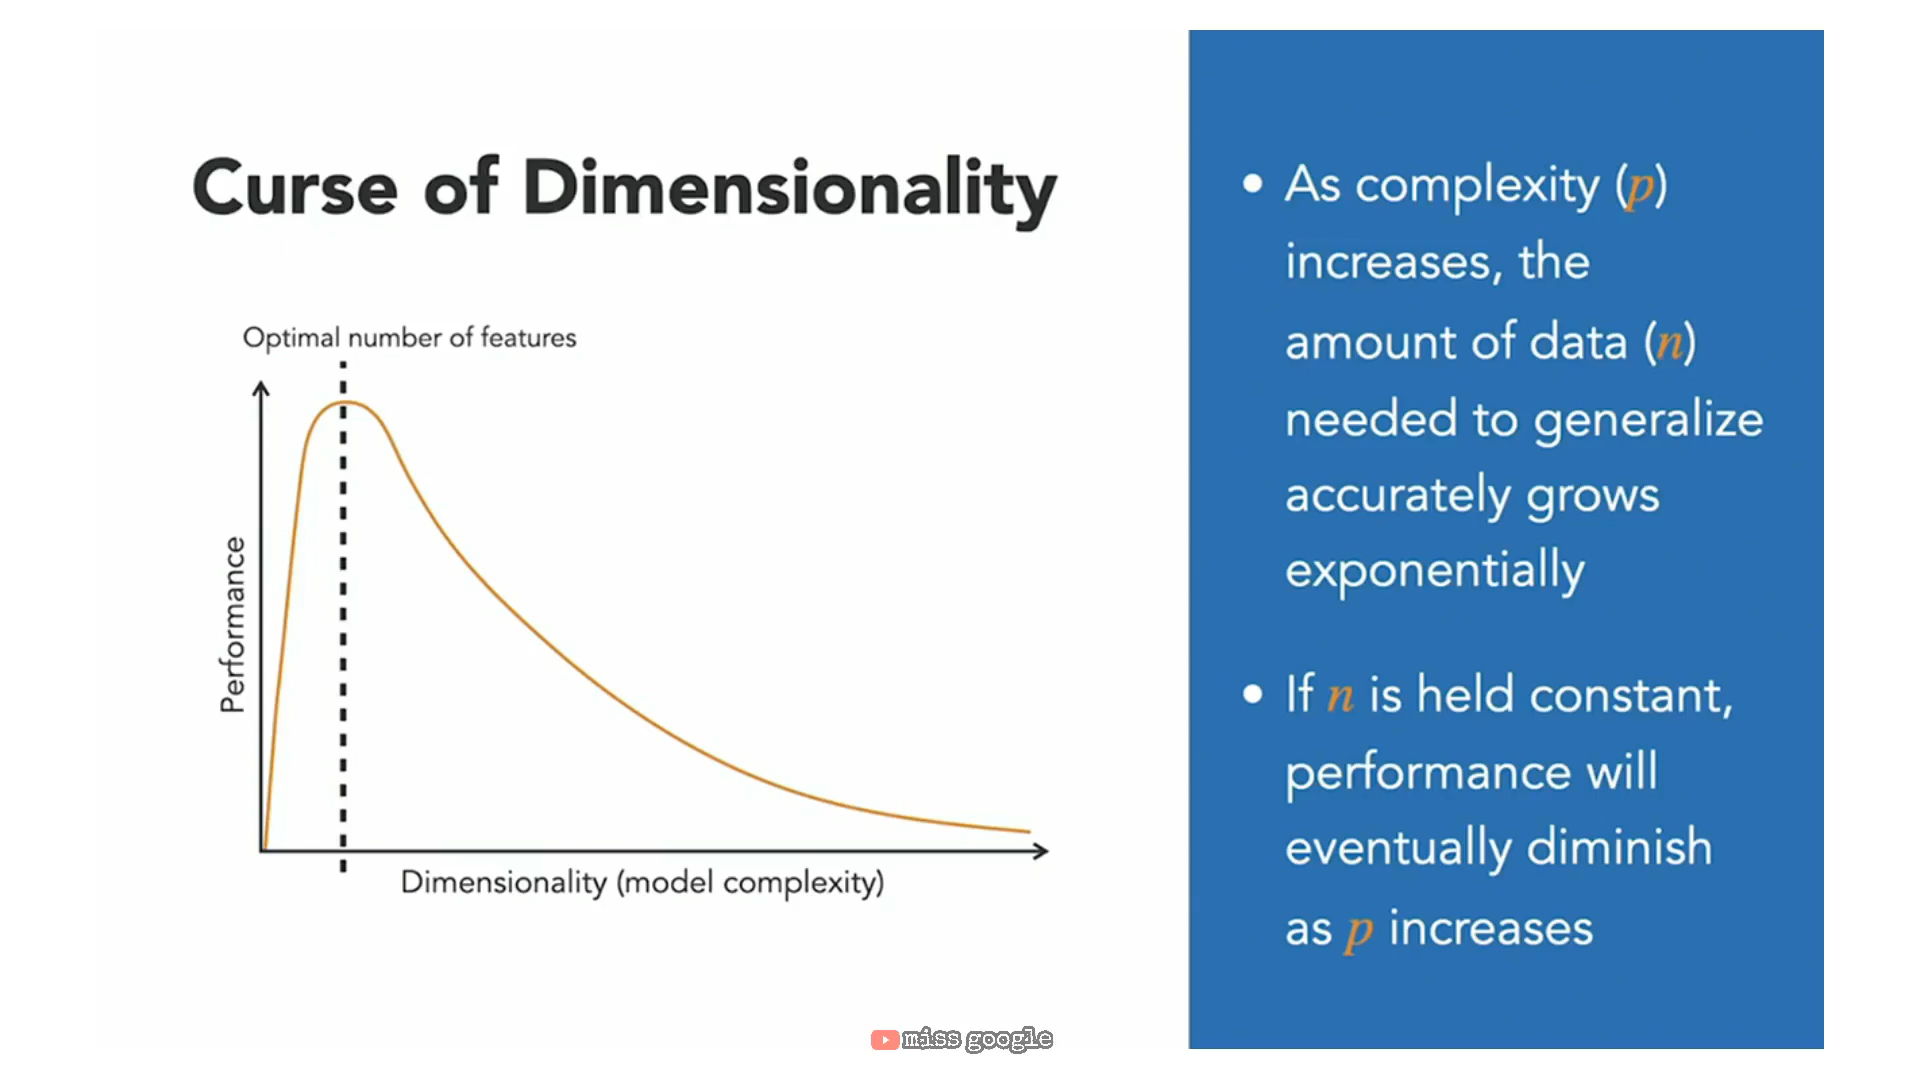 Curse of Dimensionality
Optimal number of features
Performance
Dimensionality (model complexity)
• As complexity (p)
increases, the
amount of data (n)
needed to generalize
accurately grows
exponentially
• If n is held constant,
performance will
eventually diminish
as p increases
miss google